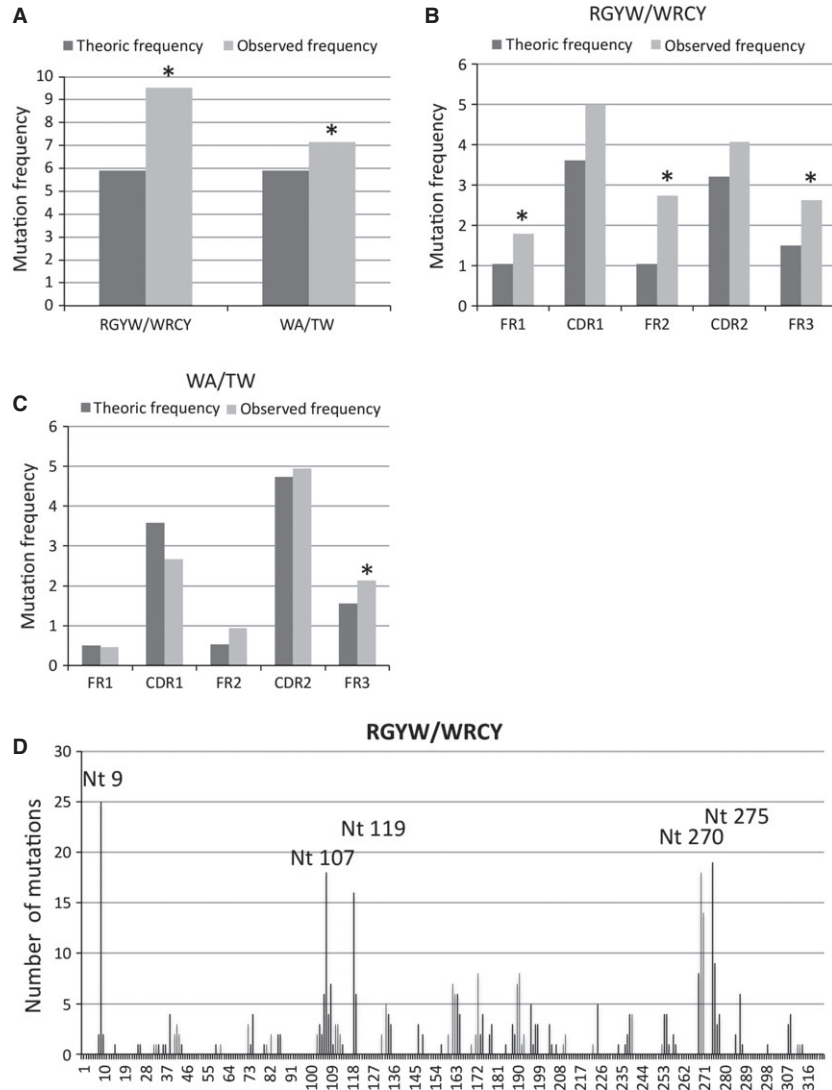 A
Theoric frequency Observed frequency
Mutation frequency
10
9
8
7
6
5
4
3
2
1
0
*
*
RGYW/WRCY WA/TW
B
RGYW/WRCY
Theoric frequency Observed frequency
Mutation frequency
6
5
4
3
2
1
0
*
*
*
FR1 CDR1 FR2 CDR2 FR3
C
WA/TW
Theoric frequency Observed frequency
Mutation frequency
6
5
4
3
2
1
0
*
FR1 CDR1 FR2 CDR2 FR3
D
RGYW/WRCY
Number of mutations
30
25
20
15
10
5
0
Nt 9
Nt 107
Nt 119
Nt 270
Nt 275
1 10 19 28 37 46 55 64 73 82 91 100 109 118 127 136 145 154 163 172 181 190 199 208 217 226 235 244 253 262 271 280 289 298 307 316